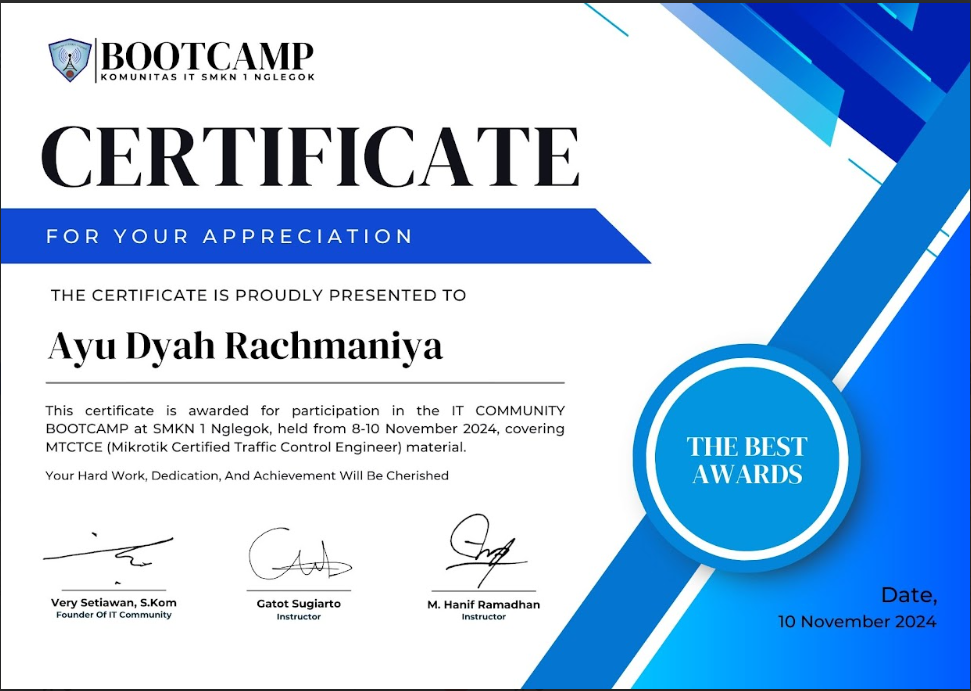 BOOTCAMP
KOMUNITAS IT SMKN 1 NGLEGOK
CERTIFICATE
FOR YOUR APPRECIATION
THE CERTIFICATE IS PROUDLY PRESENTED TO
Ayu Dyah Rachmaniya
This certificate is awarded for participation in the IT COMMUNITY
BOOTCAMP at SMKN 1 Nglegok, held from 8-10 November 2024, covering
MTCTCE (Mikrotik Certified Traffic Control Engineer) material.
Your Hard Work, Dedication, And Achievement Will Be Cherished
THE BEST
AWARDS
Very Setiawan, S.Kom
Founder Of IT Community
Gatot Sugiarto
Instructor
M. Hanif Ramadhan
Instructor
Date,
10 November 2024